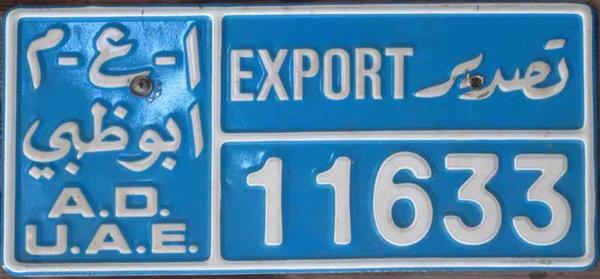 ا-ع-م
ابوظبي
A.D.
U.A.E.
EXPORT تصدير
11633